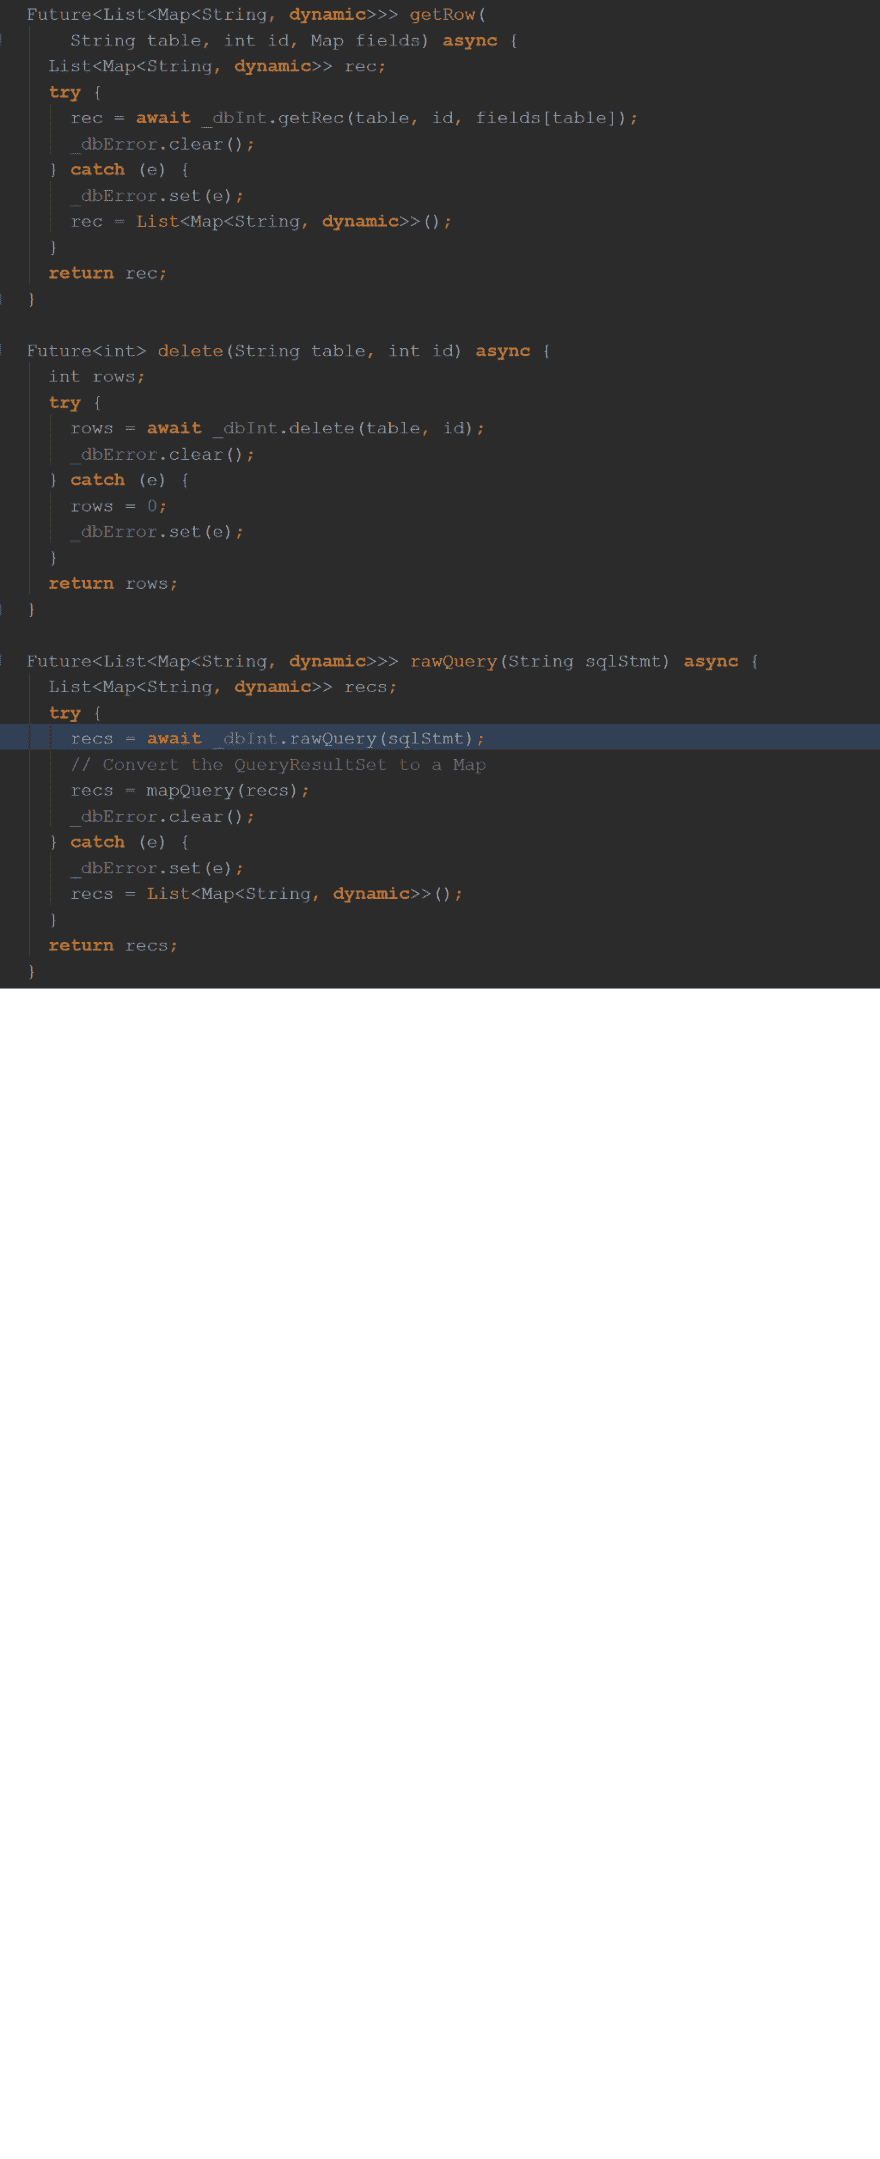 Future<List<Map<String, dynamic>>> getRow(
    String table, int id, Map fields) async {
  List<Map<String, dynamic>> rec;
  try {
    rec = await _dbInt.getRec(table, id, fields[table]);
    _dbError.clear();
  } catch (e) {
    _dbError.set(e);
    rec = List<Map<String, dynamic>>();
  }
  return rec;
}
Future<int> delete(String table, int id) async {
  int rows;
  try {
    rows = await _dbInt.delete(table, id);
    _dbError.clear();
  } catch (e) {
    rows = 0;
    _dbError.set(e);
  }
  return rows;
}
Future<List<Map<String, dynamic>>> rawQuery(String sqlStmt) async {
  List<Map<String, dynamic>> recs;
  try {
    recs = await _dbInt.rawQuery(sqlStmt);
    // Convert the QueryResultSet to a Map
    recs = mapQuery(recs);
    _dbError.clear();
  } catch (e) {
    _dbError.set(e);
    recs = List<Map<String, dynamic>>();
  }
  return recs;
}